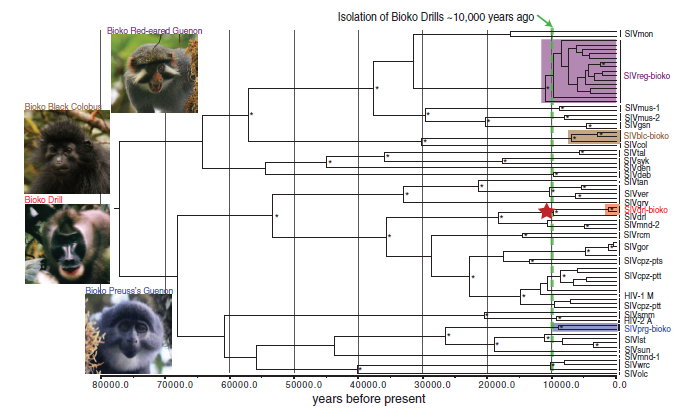 Isolation of Bioko Drills ~10,000 years ago
Bioko Red-eared Guenon
Bioko Black Colobus
Bioko Drill
Bioko Preuss's Guenon
SIVmon
SIVreg-bioko
SIVmus-1
SIVmus-2
SIVgsn
SIVblc-bioko
SIVcol
SIVtal
SIVsyk
SIVden
SIVdeb
SIVtan
SIVver
SIVgrv
SIVdrl-bioko
SIVdrl
SIVmnd-2
SIVrcm
SIVgor
SIVcpz-pts
SIVcpz-ptt
HIV-1 M
SIVcpz-ptt
SIVsmm
HIV-2 A
SIVprg-bioko
SIVlst
SIVsun
SIVmnd-1
SIVwrc
SIVolc
80000.0 70000.0 60000.0 50000.0 40000.0 30000.0 20000.0 10000.0 0.0
years before present